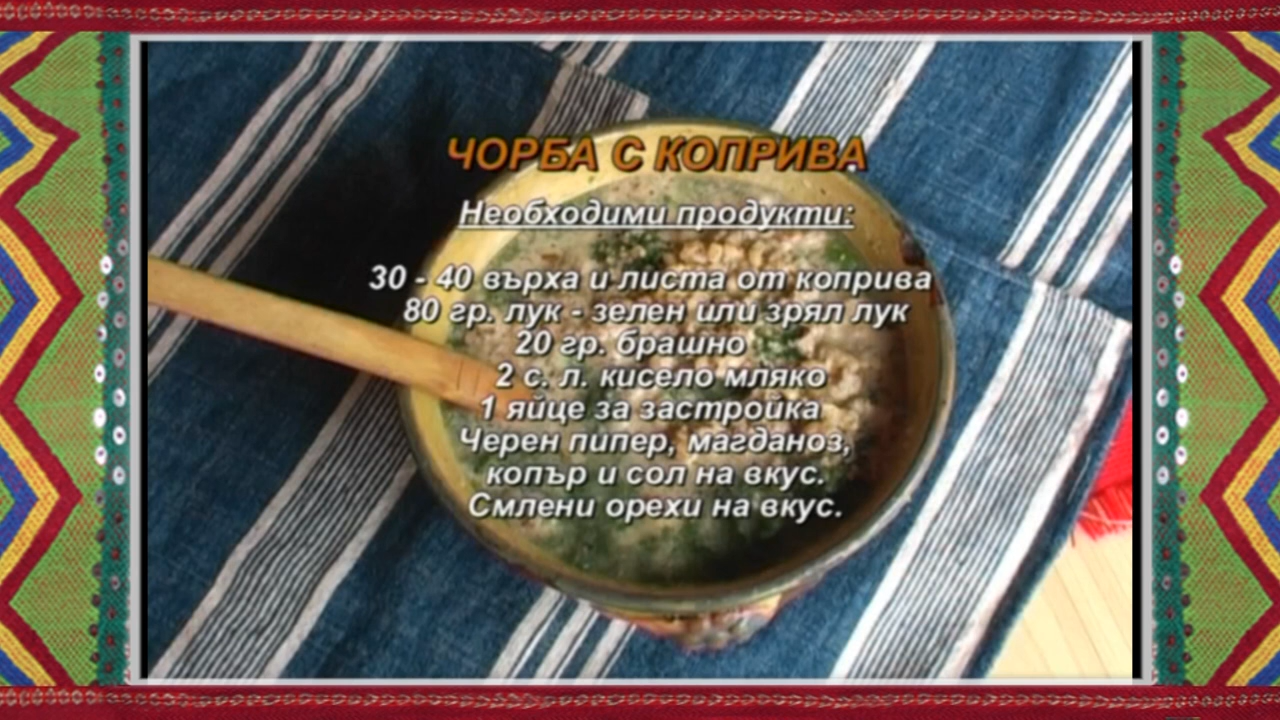 ЧОРБА С КОПРИВА
Необходими продукти:
30 - 40 върха и листа от коприва
80 гр. лук - зелен или зрял лук
20 гр. брашно
2 с. л. кисело мляко
1 яйце за застройка
Черен пипер, магданоз,
копър и сол на вкус.
Смлени орехи на вкус.